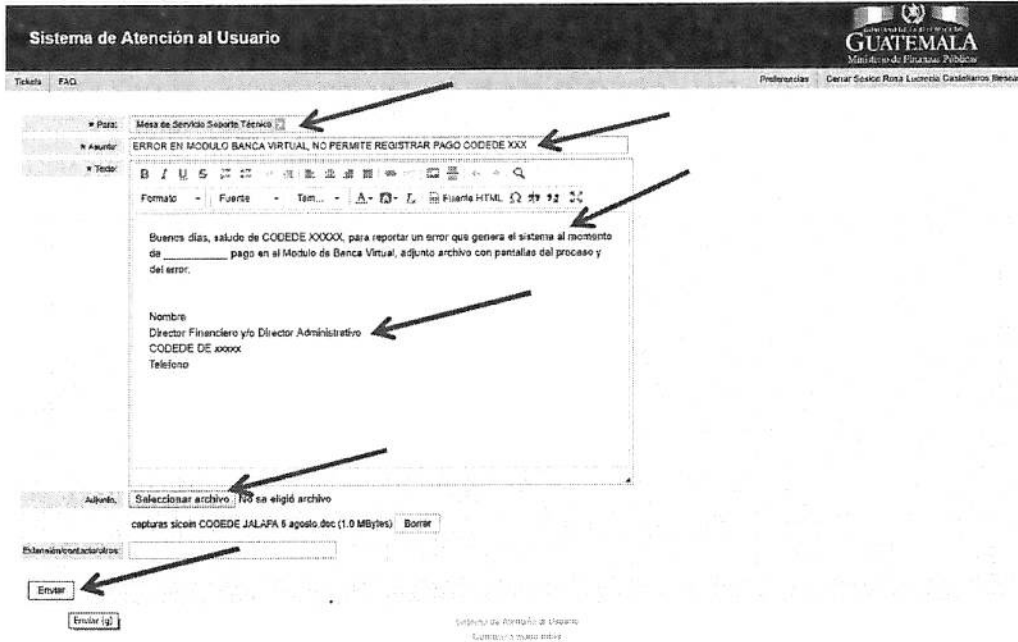 Sistema de Atención al Usuario
GUATEMALA
Ministerio de Finanzas Públicas
Tickets FAQ
Preferencias Cerrar Sesión Rosa Lucrecia Castellanos
* Para: Mesa de Servicio Soporte Técnico
* Asunto: ERROR EN MODULO BANCA VIRTUAL, NO PERMITE REGISTRAR PAGO CODEDE XXX
* Texto:
B I U S
Formato Fuente Tam... A Fuente HTML Ω
Buenos días, saludo de CODEDE XXXXX, para reportar un error que genera el sistema al momento
de ____________ pago en el Modulo de Banca Virtual, adjunto archivo con pantallas del proceso y
del error.
Nombre
Director Financiero y/o Director Administrativo
CODEDE DE xxxxx
Telefono
Adjunto: Seleccionar archivo No se eligió archivo
capturas sicoin CODEDE JALAPA 6 agosto.doc (1.0 MBytes) Borrar
Extensión/contacto/otros:
Enviar
Enviar (g)
Sistema de Atención al Usuario